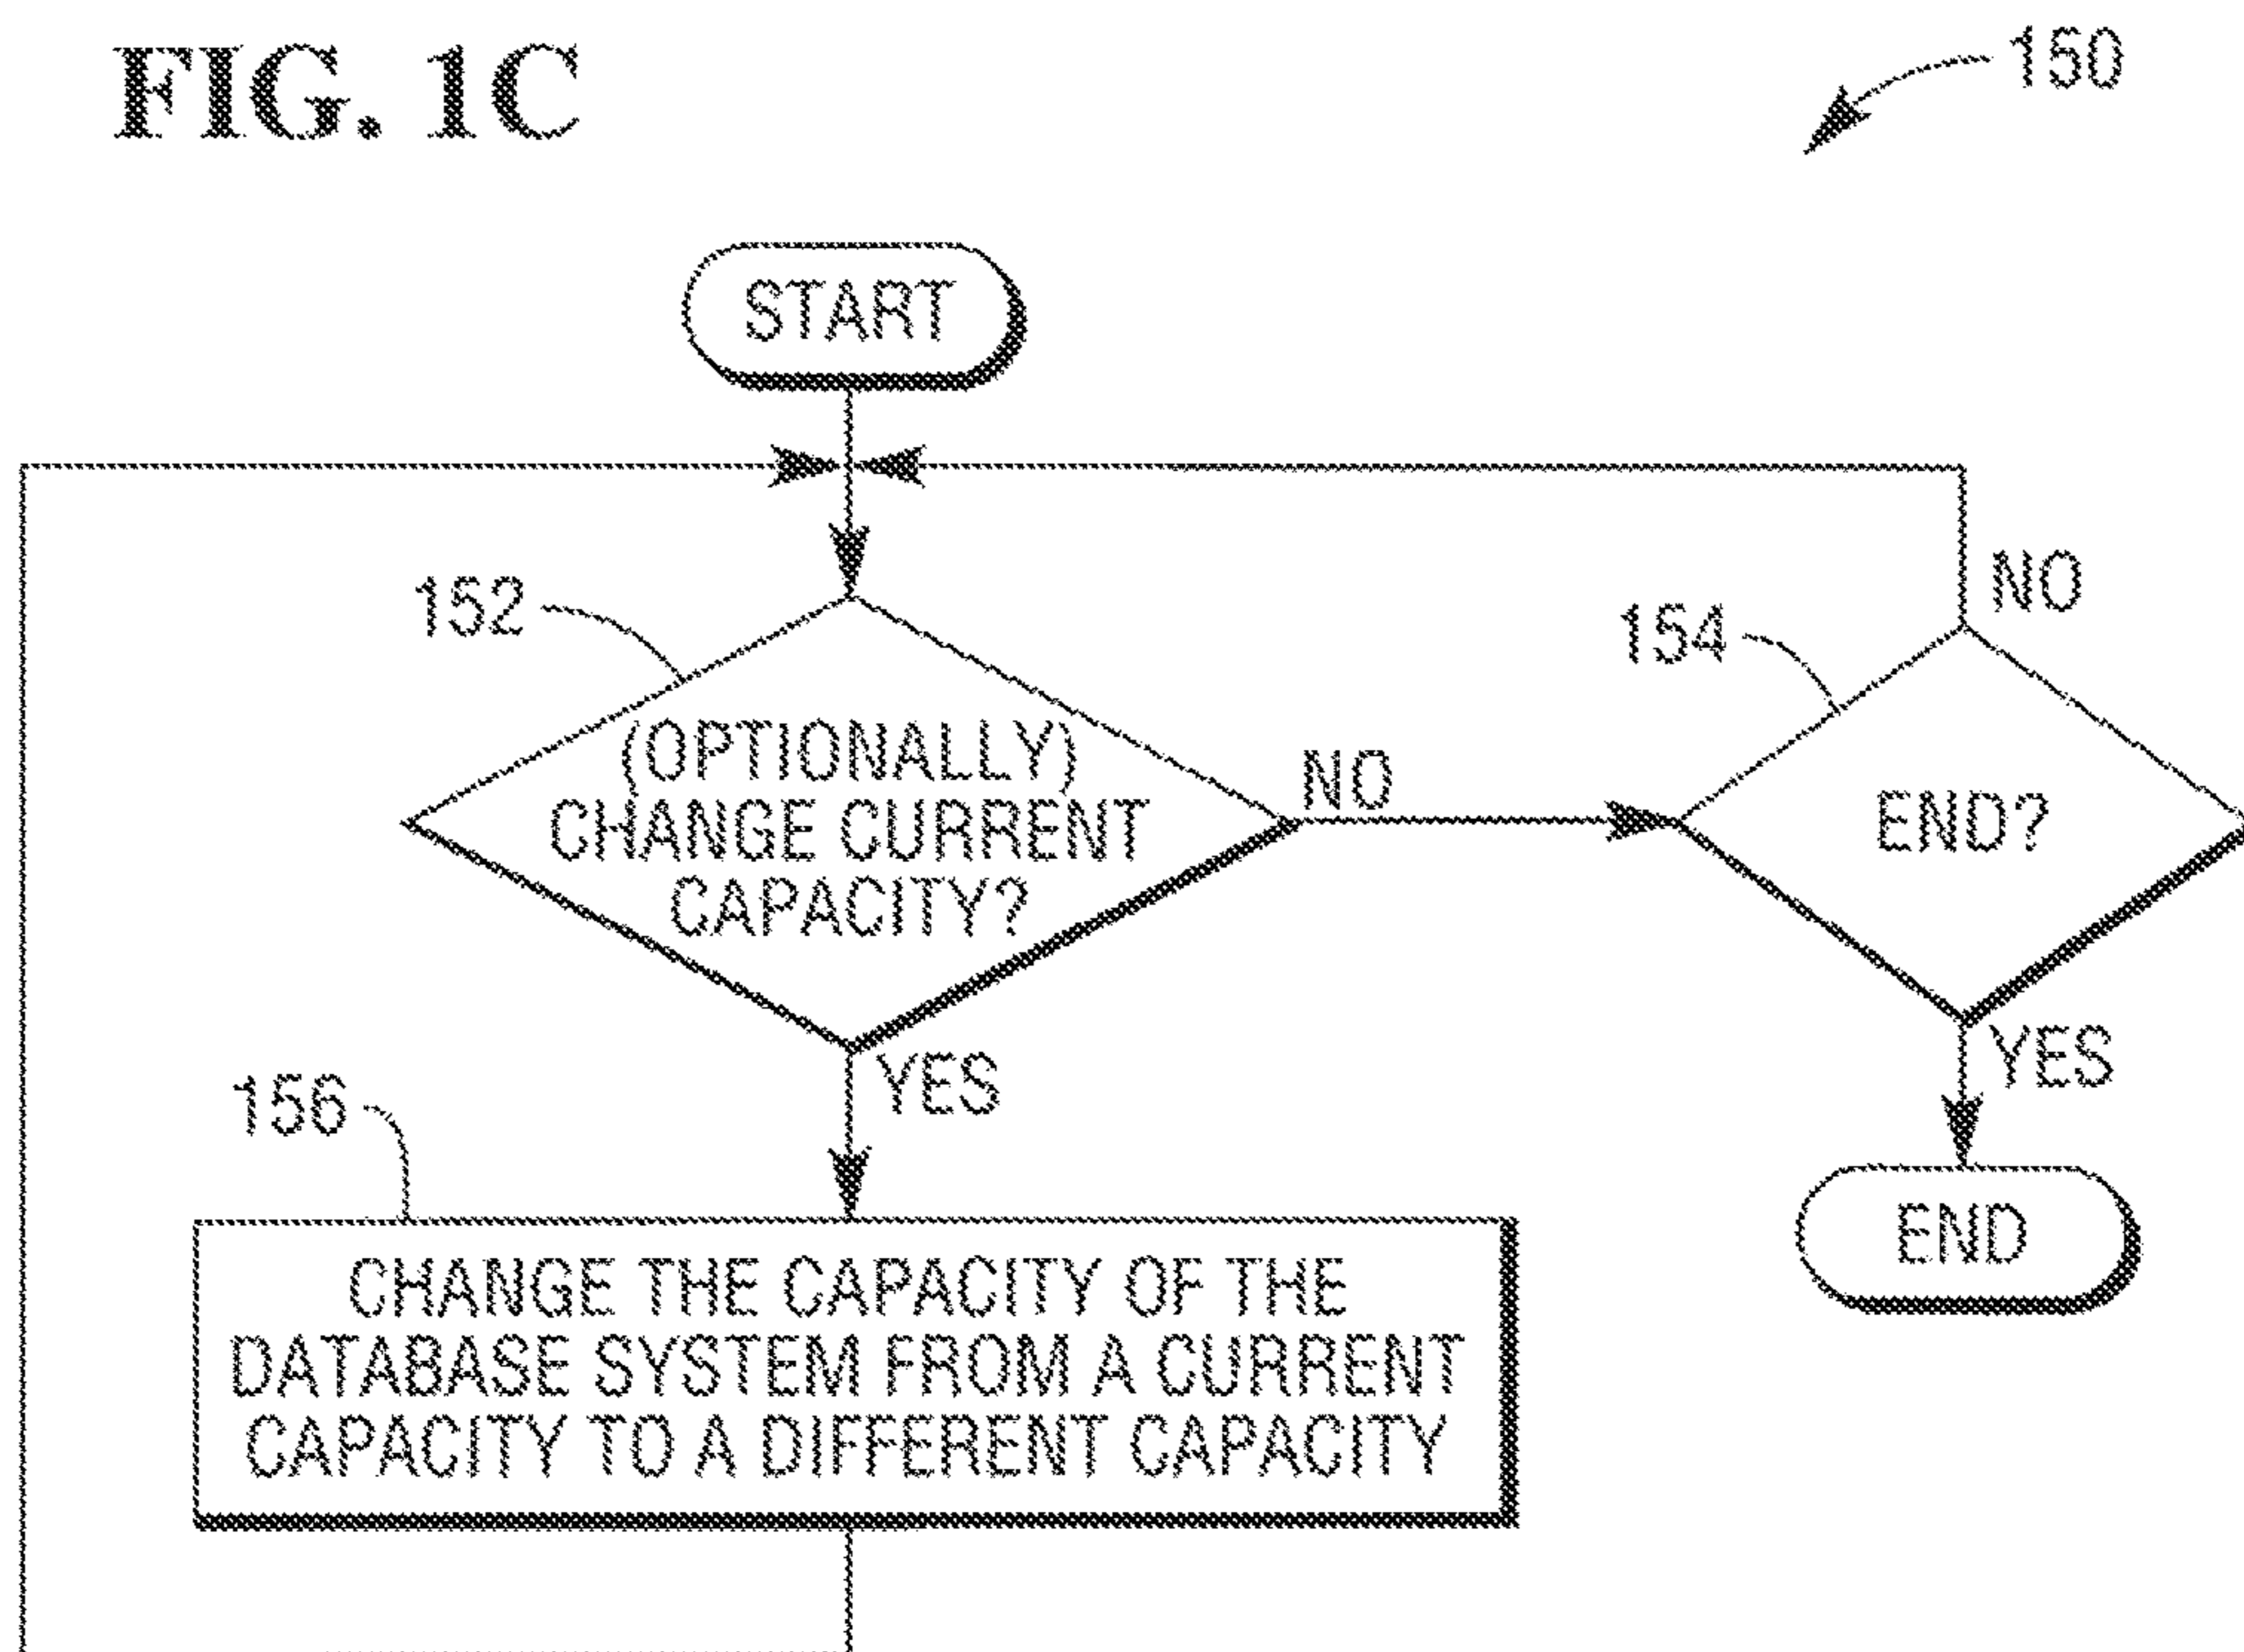 FIG. 1C
150
START
152
(OPTIONALLY)
CHANGE CURRENT
CAPACITY?
NO
154
NO
END?
YES
YES
156
CHANGE THE CAPACITY OF THE
DATABASE SYSTEM FROM A CURRENT
CAPACITY TO A DIFFERENT CAPACITY
END